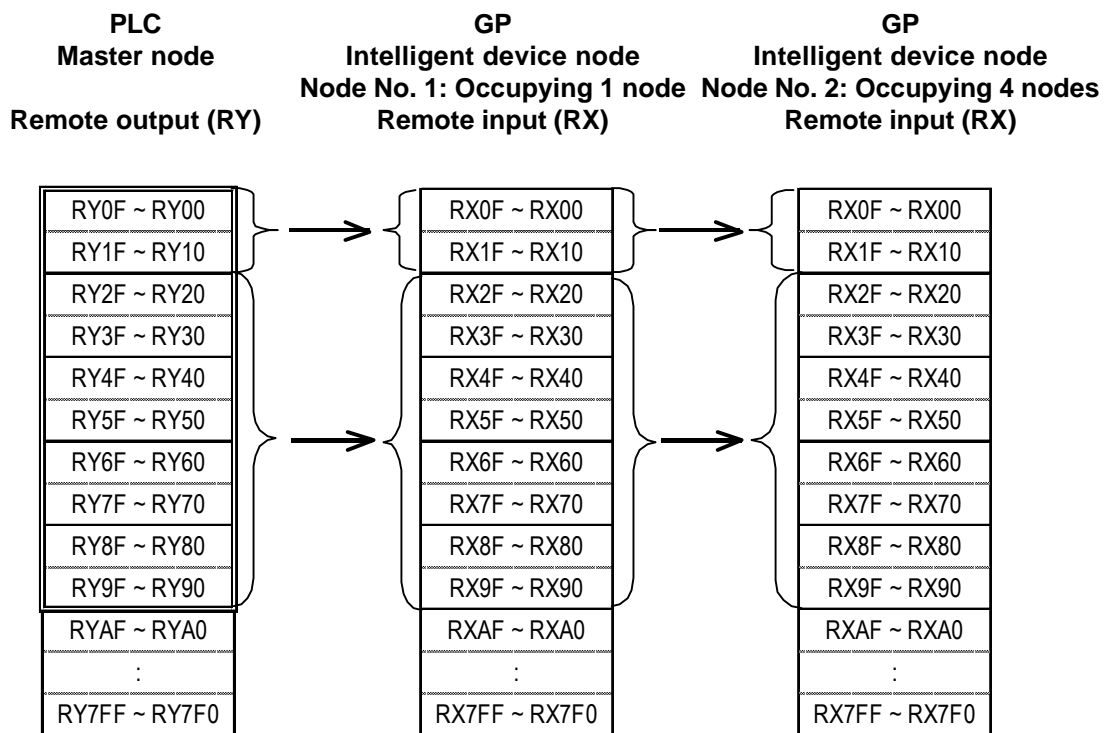 PLC GP GP
Master node Intelligent device node Intelligent device node
Node No. 1: Occupying 1 node Node No. 2: Occupying 4 nodes
Remote output (RY) Remote input (RX) Remote input (RX)
RY0F ~ RY00 RX0F ~ RX00 RX0F ~ RX00
RY1F ~ RY10 RX1F ~ RX10 RX1F ~ RX10
RY2F ~ RY20 RX2F ~ RX20 RX2F ~ RX20
RY3F ~ RY30 RX3F ~ RX30 RX3F ~ RX30
RY4F ~ RY40 RX4F ~ RX40 RX4F ~ RX40
RY5F ~ RY50 RX5F ~ RX50 RX5F ~ RX50
RY6F ~ RY60 RX6F ~ RX60 RX6F ~ RX60
RY7F ~ RY70 RX7F ~ RX70 RX7F ~ RX70
RY8F ~ RY80 RX8F ~ RX80 RX8F ~ RX80
RY9F ~ RY90 RX9F ~ RX90 RX9F ~ RX90
RYAF ~ RYA0 RXAF ~ RXA0 RXAF ~ RXA0
: : :
RY7FF ~ RY7F0 RX7FF ~ RX7F0 RX7FF ~ RX7F0